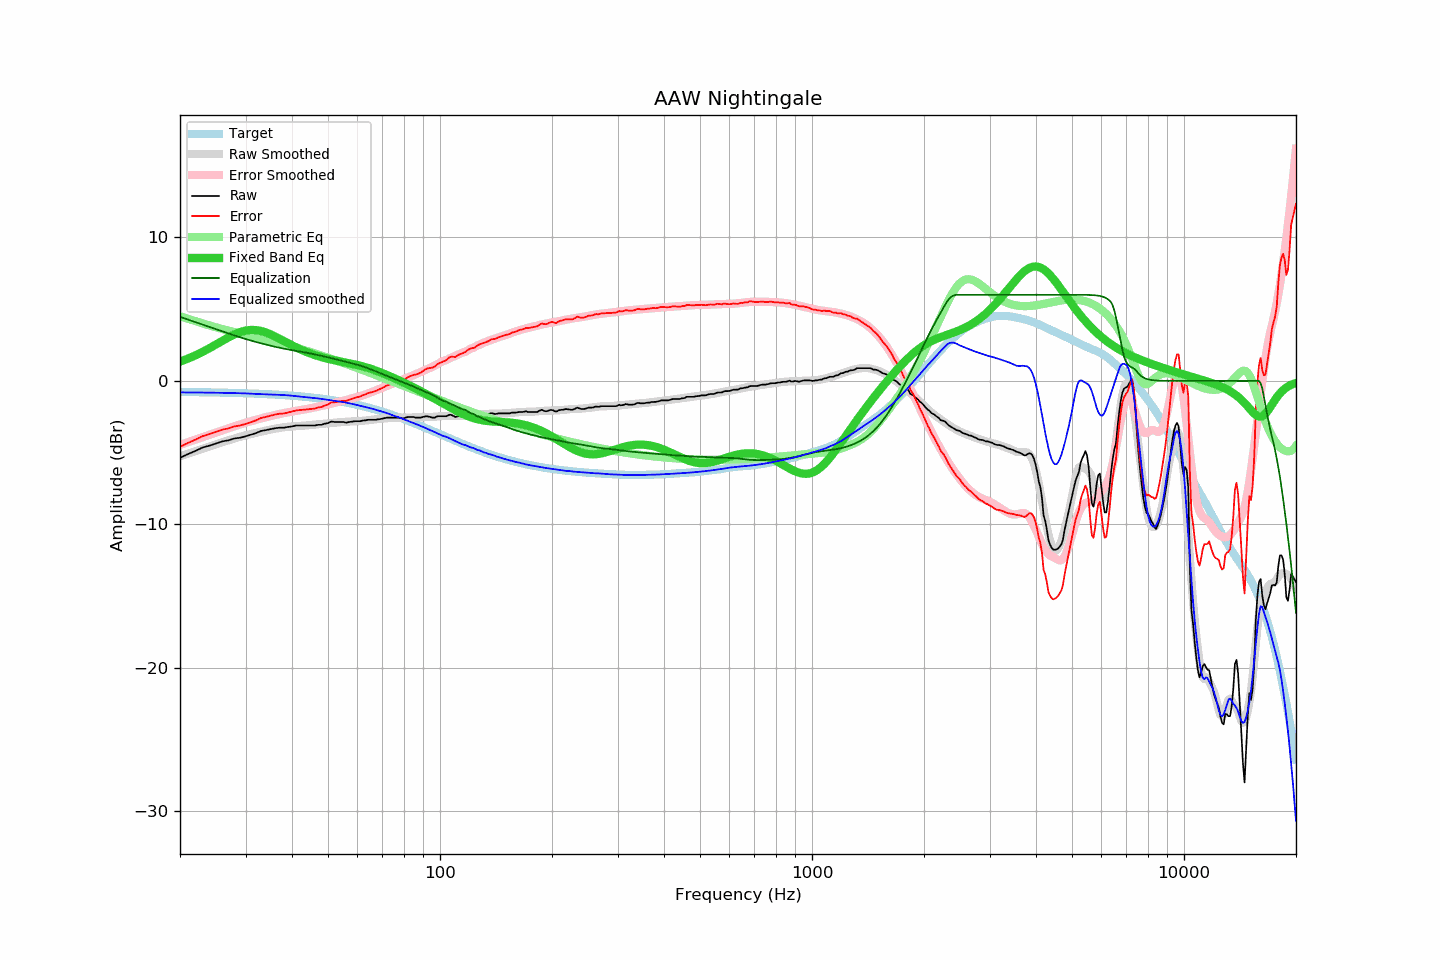 AAW Nightingale
Target
Raw Smoothed
Error Smoothed
Raw
Error
Parametric Eq
Fixed Band Eq
Equalization
Equalized smoothed
10
0
−10
−20
−30
Amplitude (dBr)
100
1000
10000
Frequency (Hz)